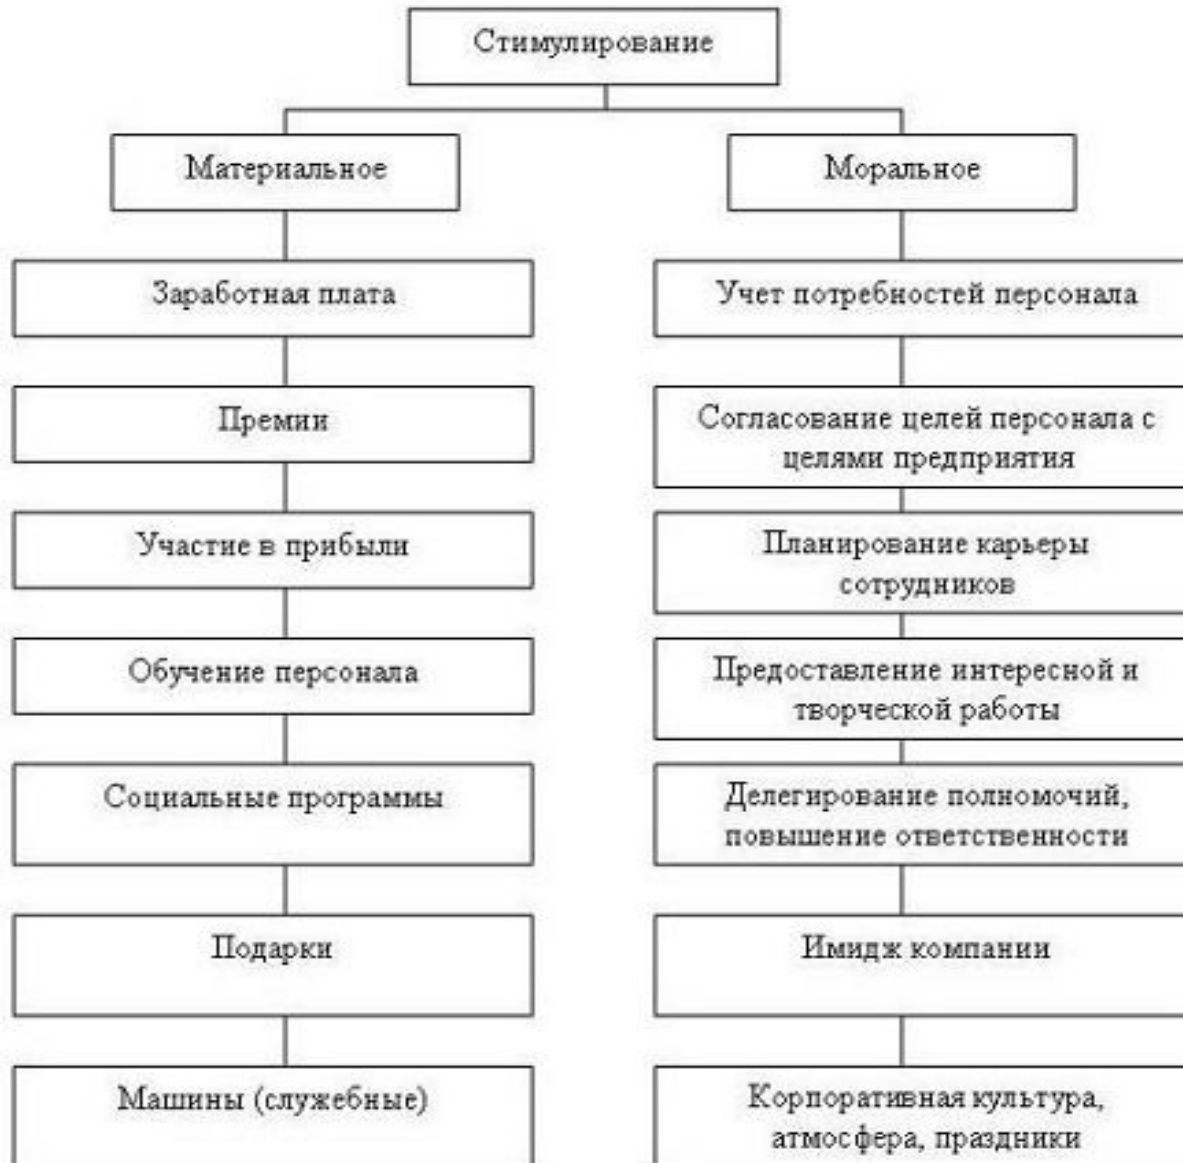 Стимулирование
Материальное
Моральное
Заработная плата
Учет потребностей персонала
Премии
Согласование целей персонала с
целями предприятия
Участие в прибыли
Планирование карьеры
сотрудников
Обучение персонала
Предоставление интересной и
творческой работы
Социальные программы
Делегирование полномочий,
повышение ответственности
Подарки
Имидж компании
Машины (служебные)
Корпоративная культура,
атмосфера, праздники